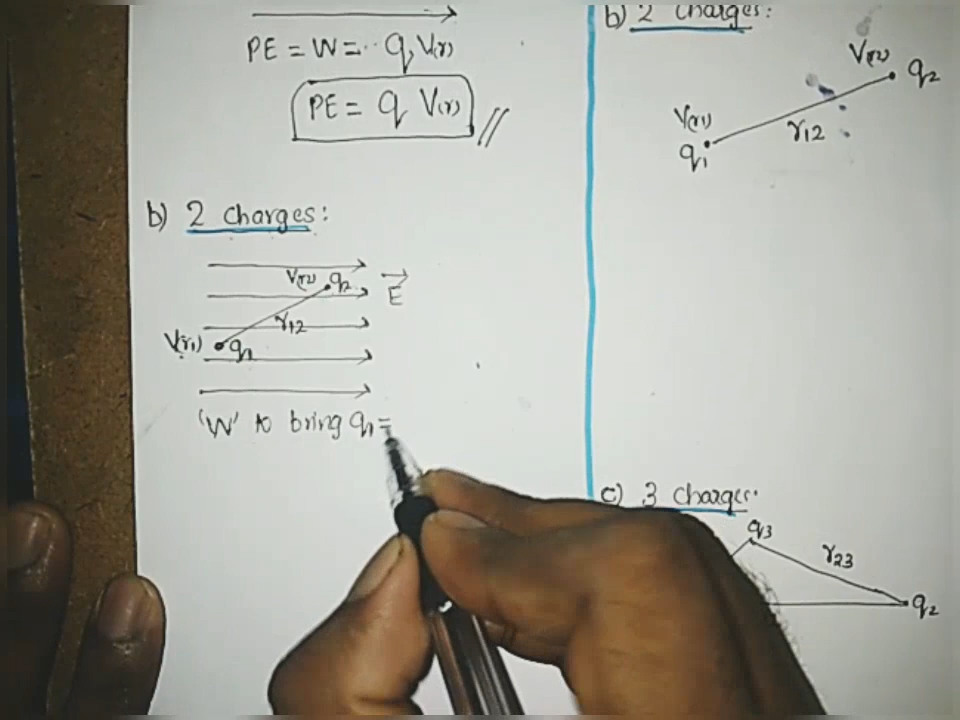 PE = W = q V(r)
PE = q V(r)
b) 2 charges:
V(r2) q2
E
r12
V(r1) q1
'W' to bring q1 =
b) 2 charges:
V(r2) q2
V(r1)
r12
q1
c) 3 charges.
q3
r23
q2